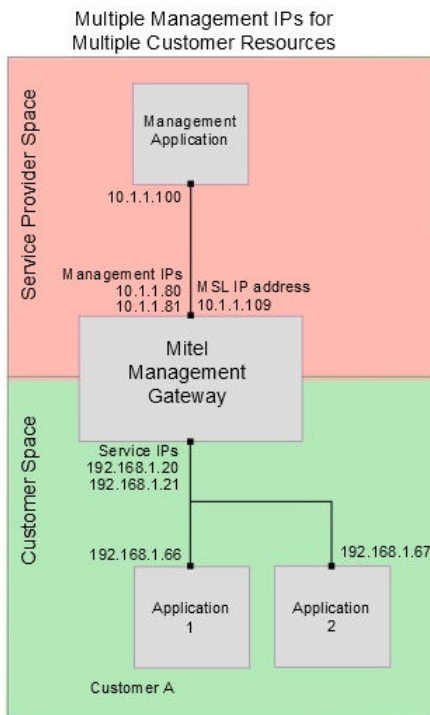 Multiple Management IPs for
Multiple Customer Resources
Service Provider Space
Management
Application
10.1.1.100
Management IPs
10.1.1.80
10.1.1.81
MSL IP address
10.1.1.109
Mitel
Management
Gateway
Customer Space
Service IPs
192.168.1.20
192.168.1.21
192.168.1.66
192.168.1.67
Application
1
Application
2
Customer A